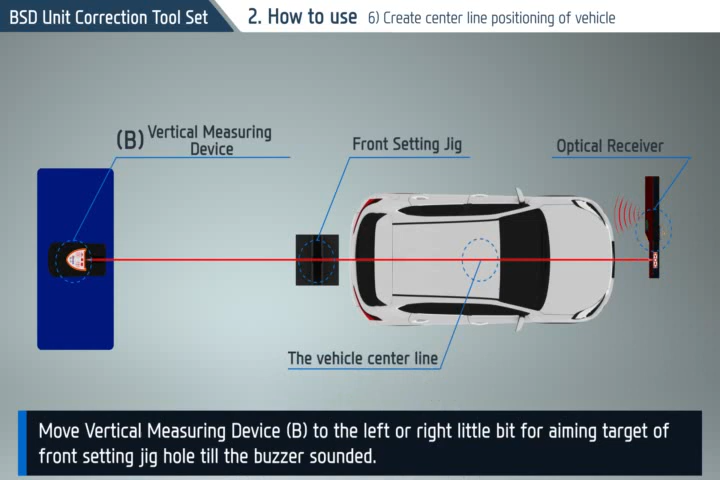 BSD Unit Correction Tool Set
2. How to use 6) Create center line positioning of vehicle
(B) Vertical Measuring
Device
Front Setting Jig
Optical Receiver
The vehicle center line
Move Vertical Measuring Device (B) to the left or right little bit for aiming target of
front setting jig hole till the buzzer sounded.